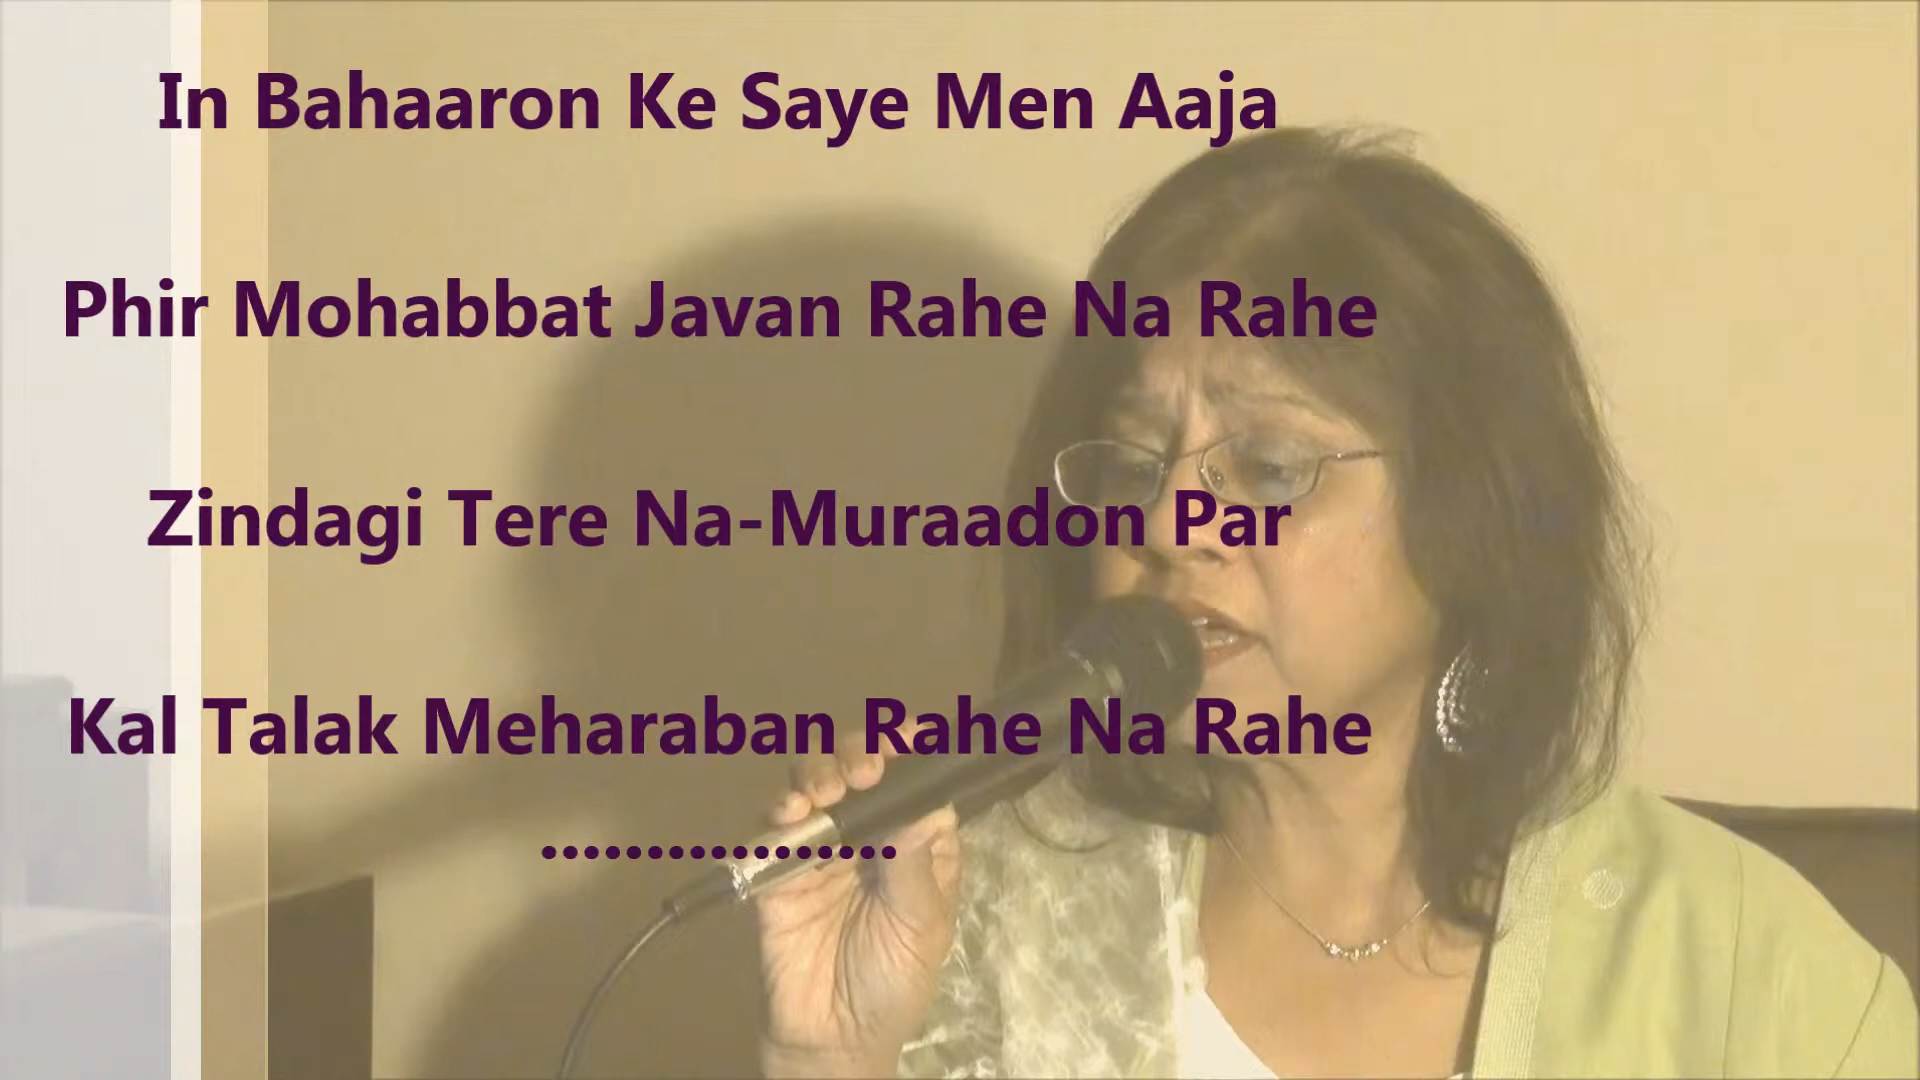 In Bahaaron Ke Saye Men Aaja
Phir Mohabbat Javan Rahe Na Rahe
Zindagi Tere Na-Muraadon Par
Kal Talak Meharaban Rahe Na Rahe
.................